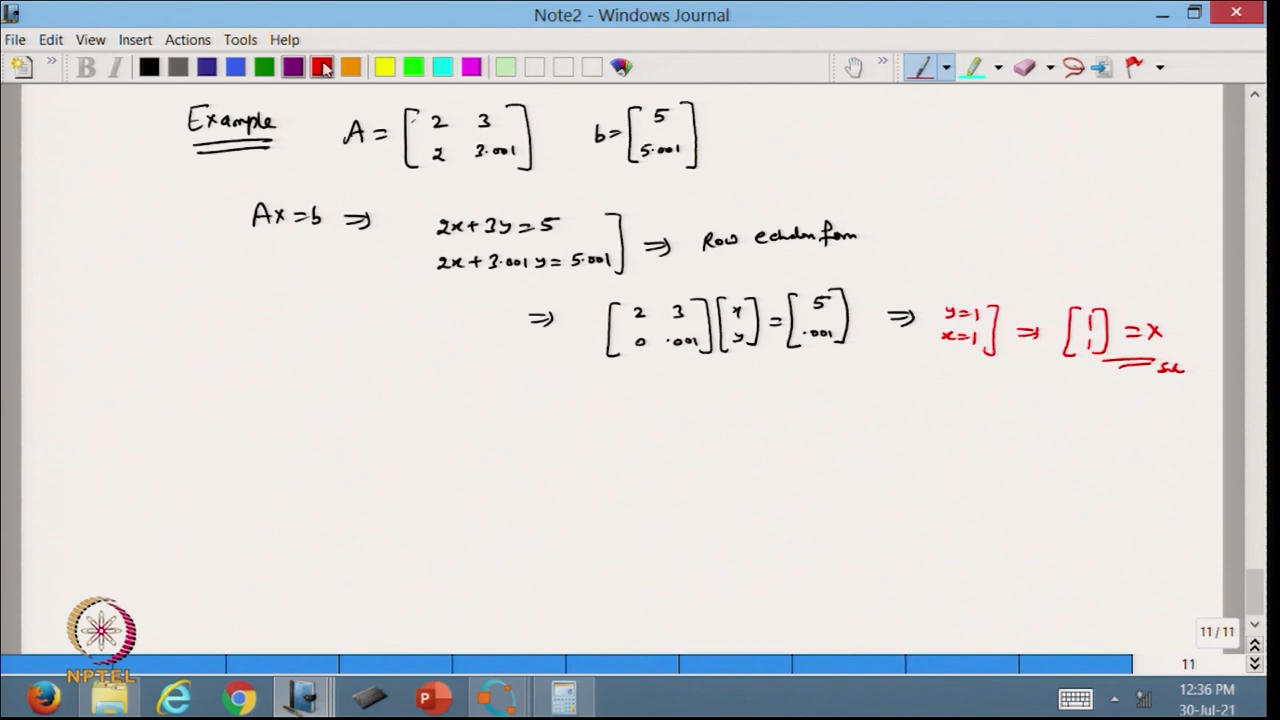 Note2 - Windows Journal
File Edit View Insert Actions Tools Help
Example A = [ 2 3 b = [ 5
2 3.001 ] 5.001 ]
Ax = b ⇒ 2x + 3y = 5
2x + 3.001y = 5.001 ] ⇒ Row echelon form
⇒ [ 2 3 [ x = [ 5 ⇒ y = 1
0 .001 ] y ] .001 ] x = 1 ] ⇒ [ 1 1 ] = x
Sol
11 / 11
NPTEL
11
12:36 PM
30-Jul-21